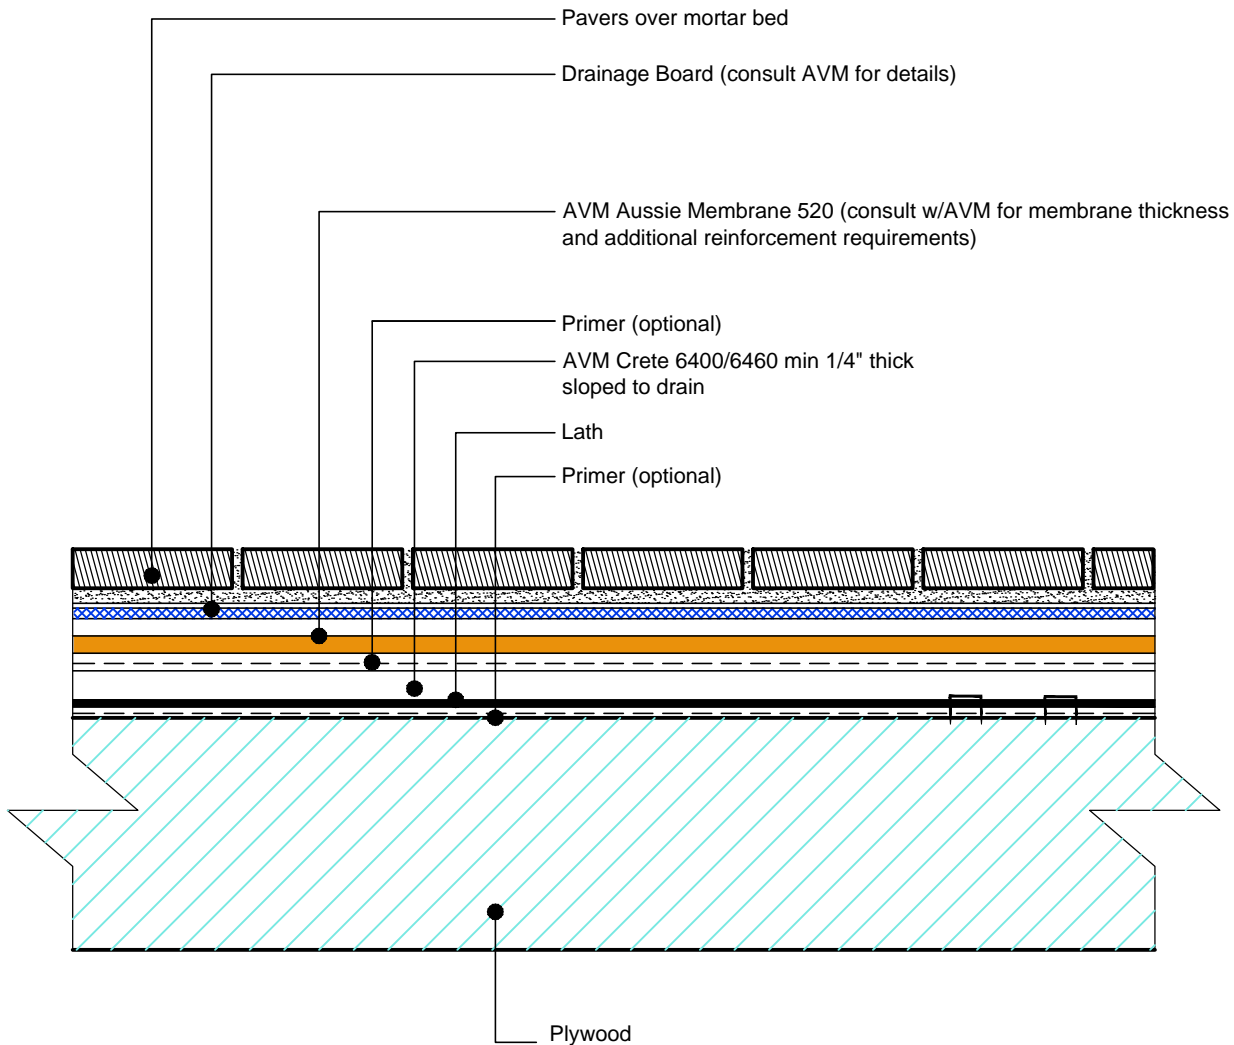 Pavers over mortar bed
Drainage Board (consult AVM for details)
AVM Aussie Membrane 520 (consult w/AVM for membrane thickness
and additional reinforcement requirements)
Primer (optional)
AVM Crete 6400/6460 min 1/4" thick
sloped to drain
Lath
Primer (optional)
Plywood